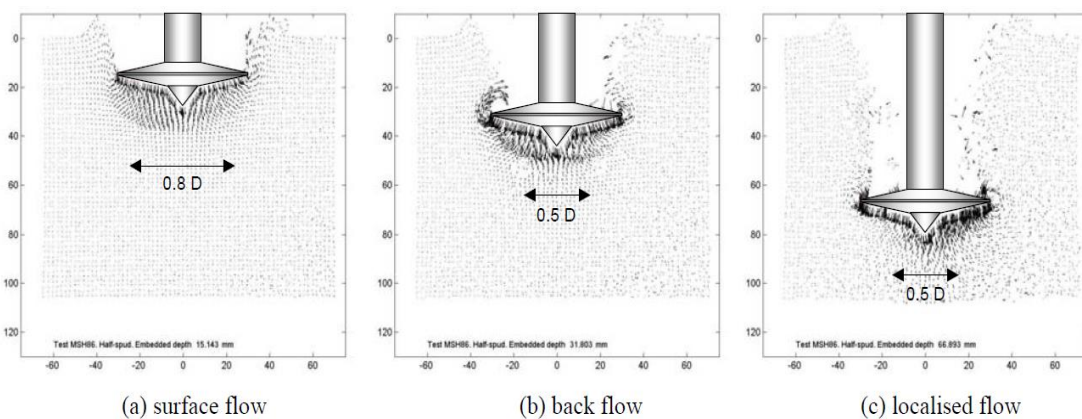 0
20
40
60
80
100
120
0.8 D
Test MSH86. Half-spud. Embedded depth 15.143 mm
-60 -40 -20 0 20 40 60
(a) surface flow
0
20
40
60
80
100
120
0.5 D
Test MSH86. Half-spud. Embedded depth 31.803 mm
-60 -40 -20 0 20 40 60
(b) back flow
0
20
40
60
80
100
120
0.5 D
Test MSH86. Half-spud. Embedded depth 66.893 mm
-60 -40 -20 0 20 40 60
(c) localised flow